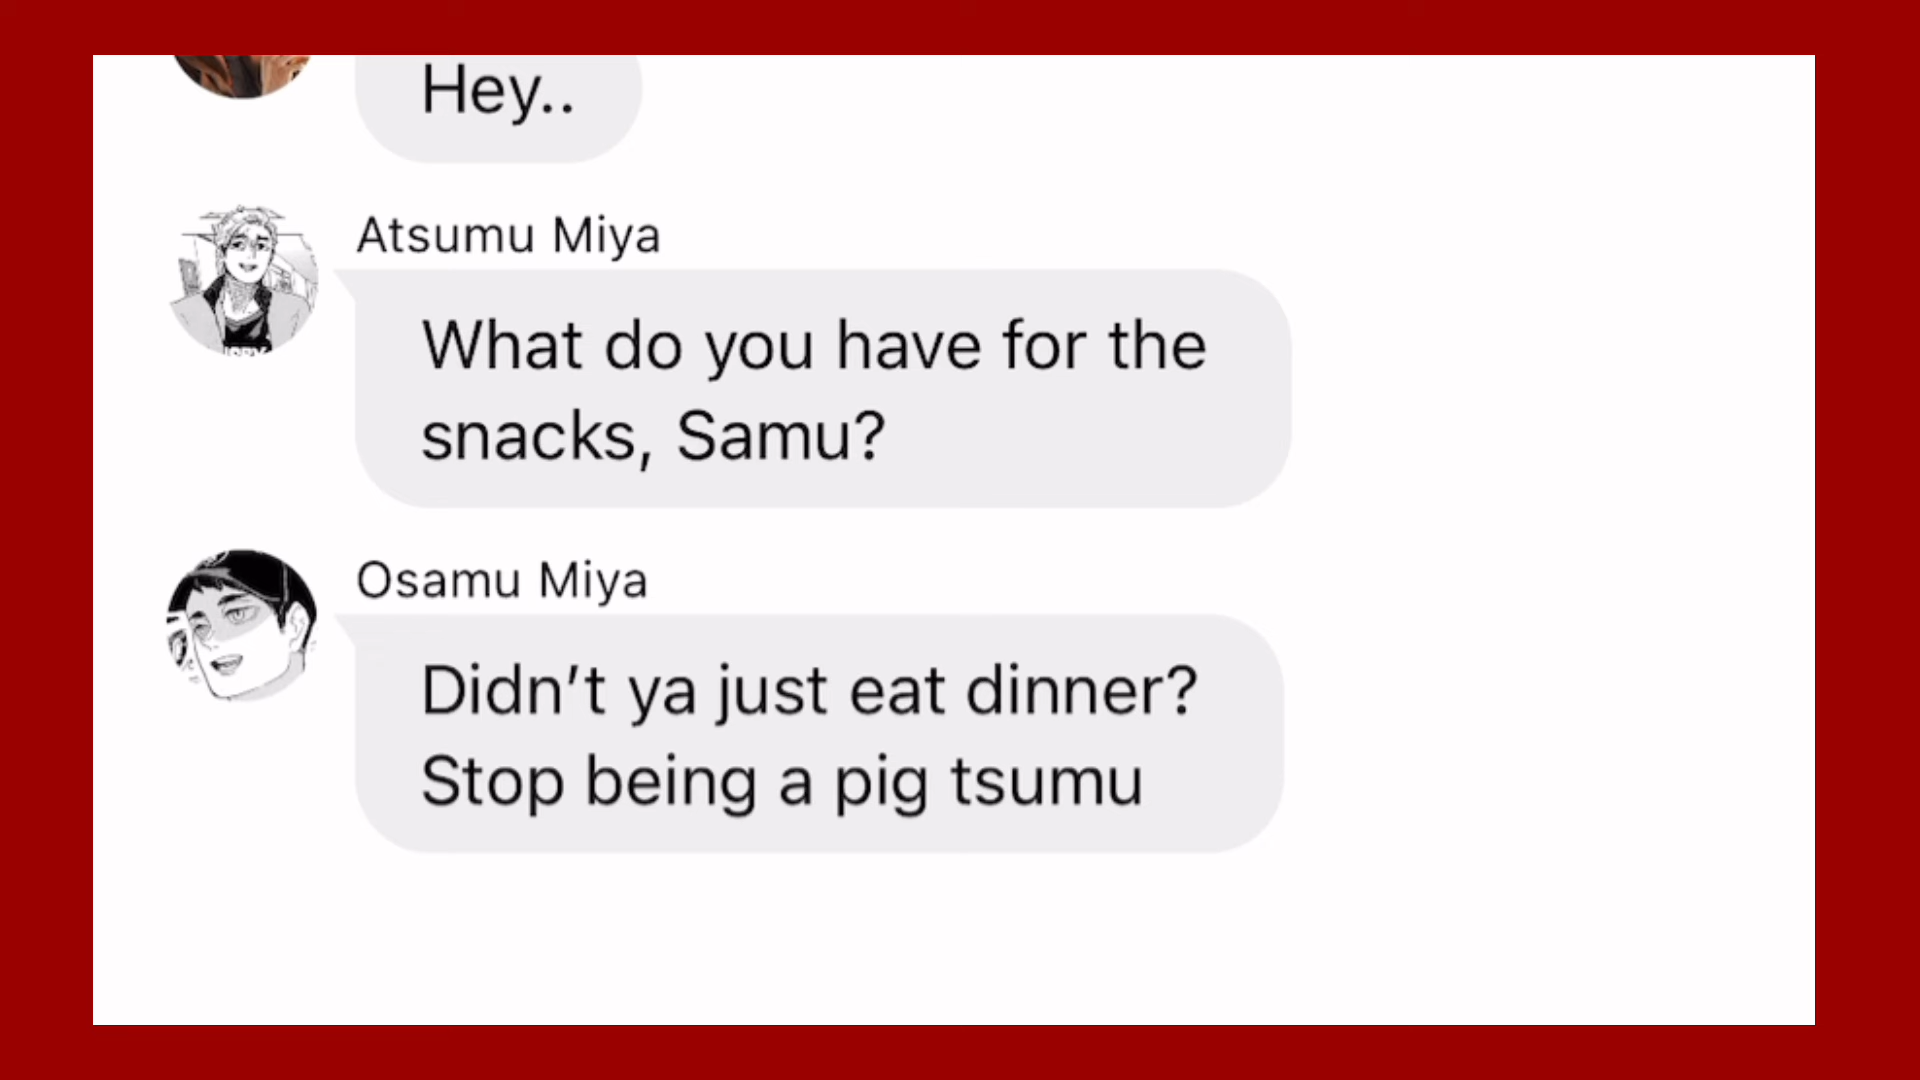 Hey..
Atsumu Miya
What do you have for the
snacks, Samu?
Osamu Miya
Didn’t ya just eat dinner?
Stop being a pig tsumu